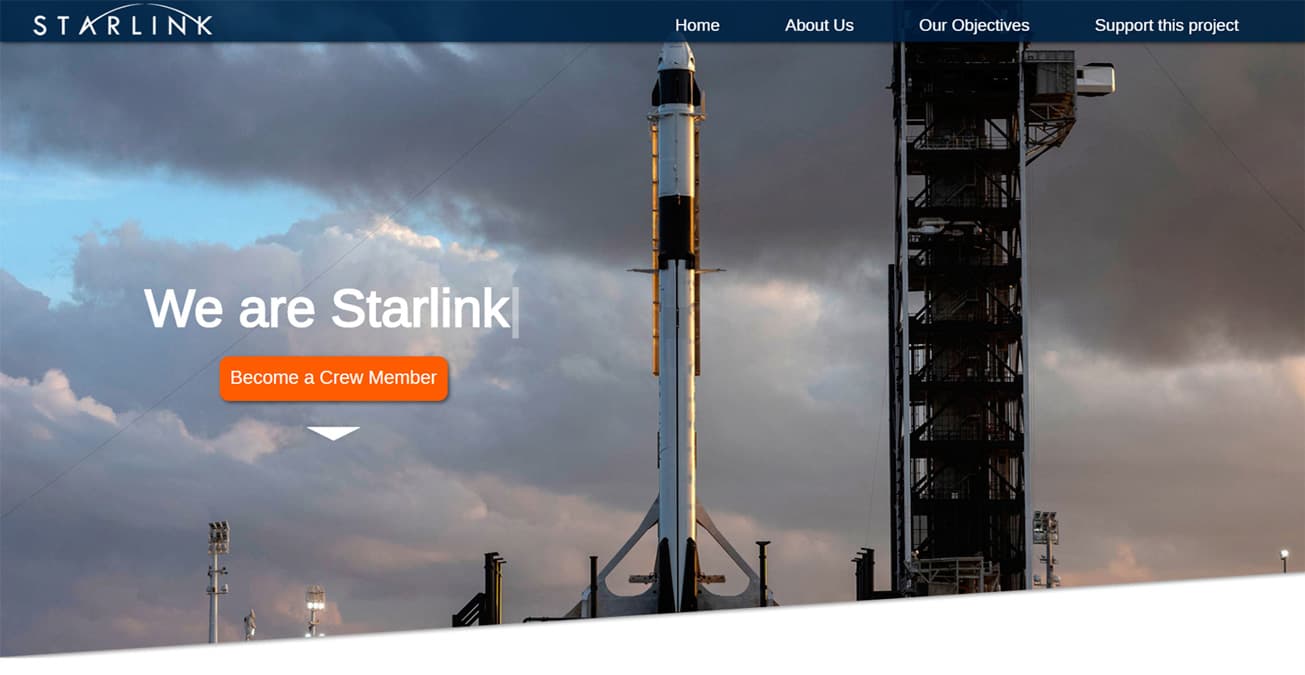 STARLINK
Home About Us Our Objectives Support this project
We are Starlink
Become a Crew Member